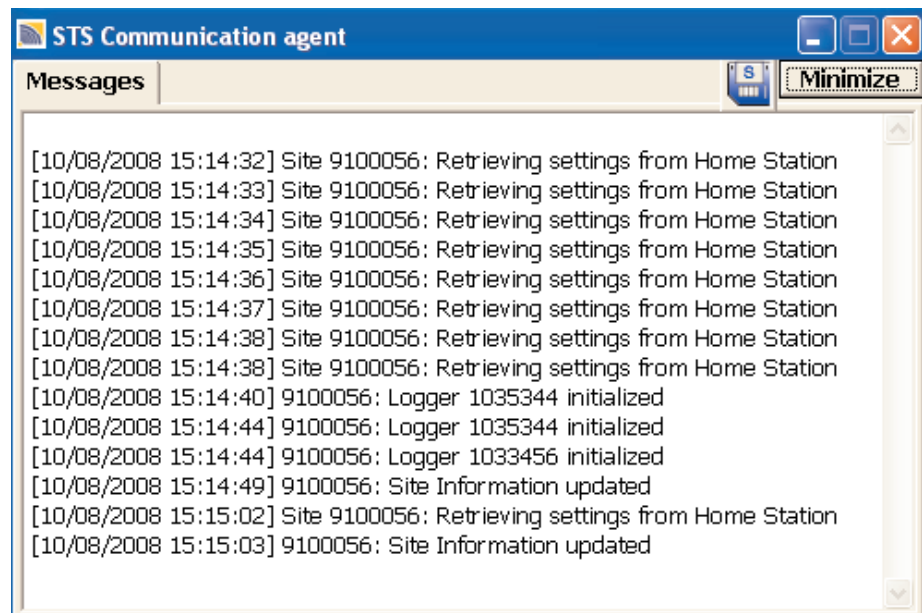 STS Communication agent
Messages
S
Minimize
[10/08/2008 15:14:32] Site 9100056: Retrieving settings from Home Station
[10/08/2008 15:14:33] Site 9100056: Retrieving settings from Home Station
[10/08/2008 15:14:34] Site 9100056: Retrieving settings from Home Station
[10/08/2008 15:14:35] Site 9100056: Retrieving settings from Home Station
[10/08/2008 15:14:36] Site 9100056: Retrieving settings from Home Station
[10/08/2008 15:14:37] Site 9100056: Retrieving settings from Home Station
[10/08/2008 15:14:38] Site 9100056: Retrieving settings from Home Station
[10/08/2008 15:14:38] Site 9100056: Retrieving settings from Home Station
[10/08/2008 15:14:40] 9100056: Logger 1035344 initialized
[10/08/2008 15:14:44] 9100056: Logger 1035344 initialized
[10/08/2008 15:14:44] 9100056: Logger 1033456 initialized
[10/08/2008 15:14:49] 9100056: Site Information updated
[10/08/2008 15:15:02] Site 9100056: Retrieving settings from Home Station
[10/08/2008 15:15:03] 9100056: Site Information updated